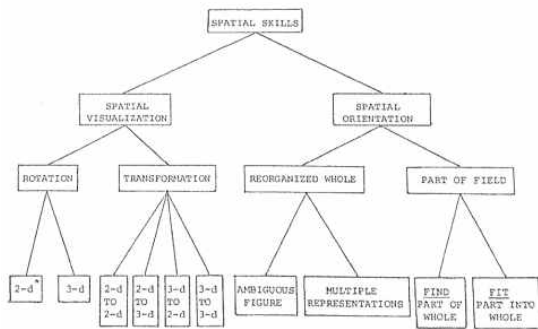 SPATIAL SKILLS
SPATIAL
VISUALIZATION
SPATIAL
ORIENTATION
ROTATION
TRANSFORMATION
REORGANIZED WHOLE
PART OF FIELD
2-d*
3-d
2-d
TO
2-d
2-d
TO
3-d
3-d
TO
2-d
3-d
TO
3-d
AMBIGUOUS
FIGURE
MULTIPLE
REPRESENTATIONS
FIND
PART OF
WHOLE
FIT
PART INTO
WHOLE